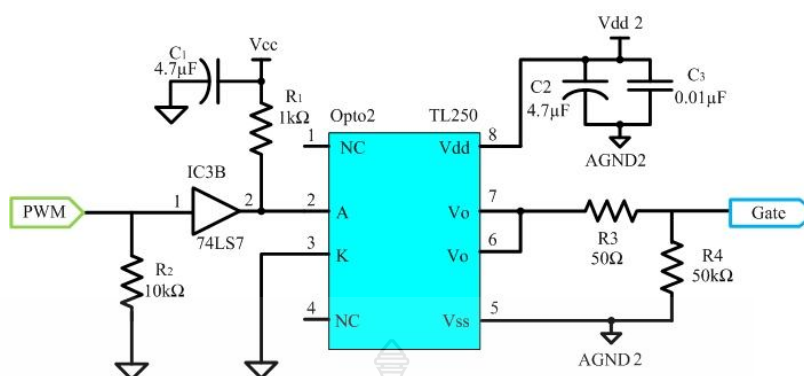 C1
4.7µF
Vcc
R1
1kΩ
Opto2
TL250
Vdd 2
C2
4.7µF
C3
0.01µF
AGND2
1
NC
Vdd
8
IC3B
PWM
1
2
74LS7
2
A
Vo
7
R3
50Ω
Gate
3
K
Vo
6
R2
10kΩ
R4
50kΩ
4
NC
Vss
5
AGND2